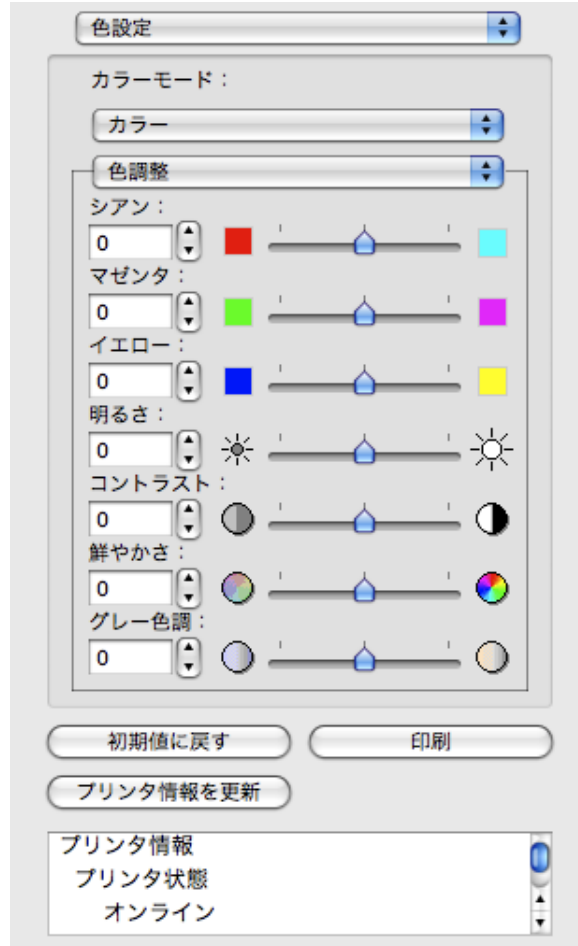 色設定
カラーモード：
カラー
色調整
シアン：
0
マゼンタ：
0
イエロー：
0
明るさ：
0
コントラスト：
0
鮮やかさ：
0
グレー色調：
0
初期値に戻す 印刷
プリンタ情報を更新
プリンタ情報
プリンタ状態
オンライン